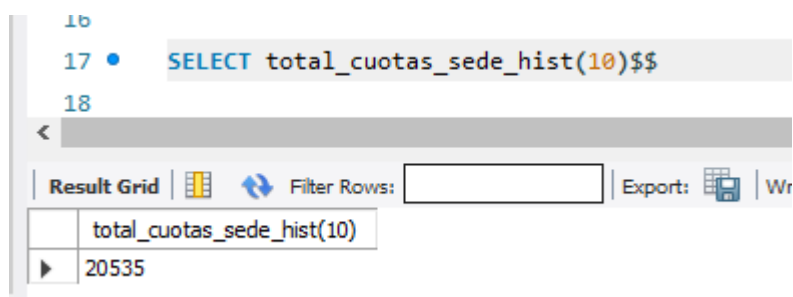 16
17 SELECT total_cuotas_sede_hist(10)$$
18
Result Grid Filter Rows: Export: Wr
total_cuotas_sede_hist(10)
20535